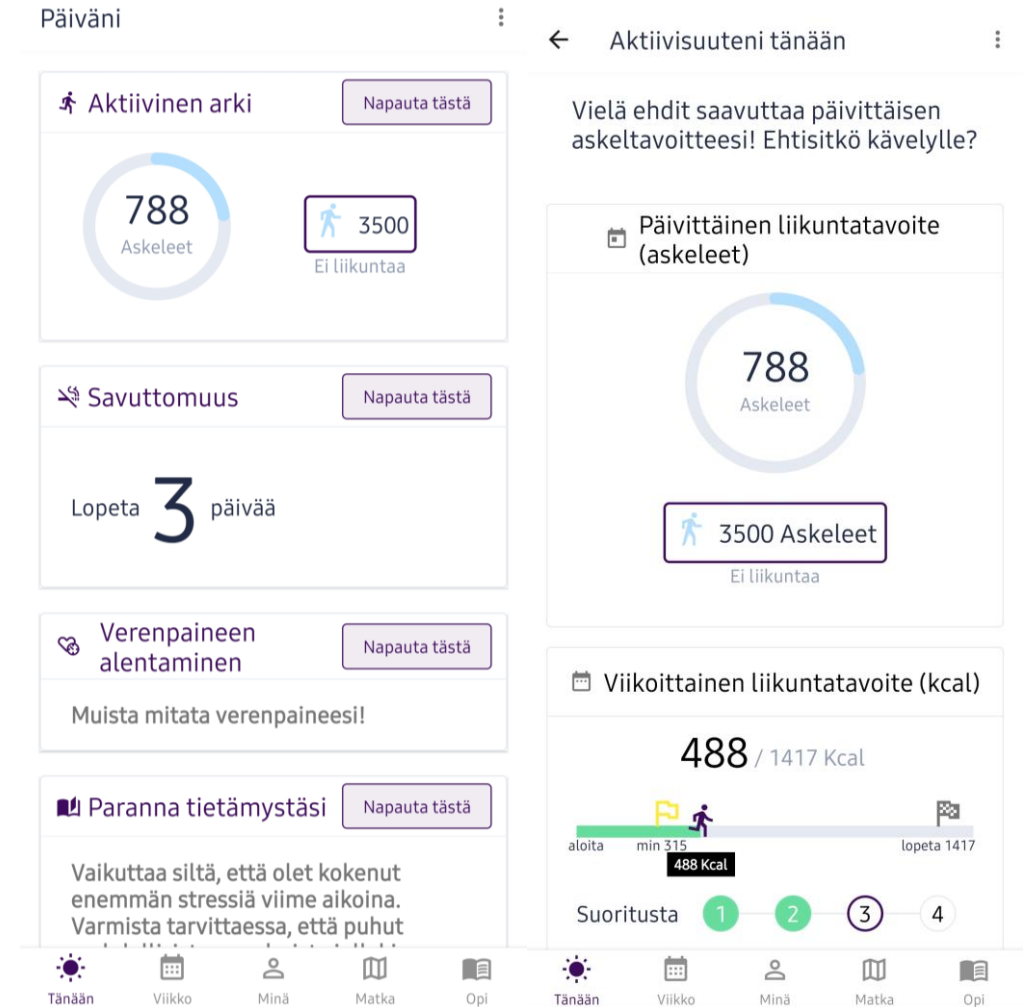 Päiväni
Aktiivinen arki
Napauta tästä
788
Askeleet
3500
Ei liikuntaa
Savuttomuus
Napauta tästä
Lopeta 3 päivää
Verenpaineen
alentaminen
Napauta tästä
Muista mitata verenpaineesi!
Paranna tietämystäsi
Napauta tästä
Vaikuttaa siltä, että olet kokenut
enemmän stressiä viime aikoina.
Varmista tarvittaessa, että puhut
Tänään
Viikko
Minä
Matka
Opi
Aktiivisuuteni tänään
Vielä ehdit saavuttaa päivittäisen
askeltavoitteesi! Ehtisitkö kävelylle?
Päivittäinen liikuntatavoite
(askeleet)
788
Askeleet
3500 Askeleet
Ei liikuntaa
Viikoittainen liikuntatavoite (kcal)
488 / 1417 Kcal
aloita
min 315
lopeta 1417
488 Kcal
Suoritusta 1 2 3 4
Tänään
Viikko
Minä
Matka
Opi